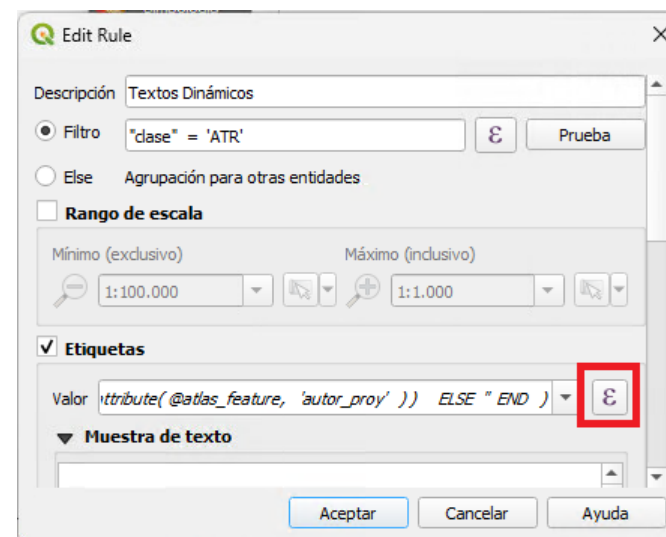 Edit Rule
Descripción Textos Dinámicos
Filtro "clase" = 'ATR' ε Prueba
Else Agrupación para otras entidades
Rango de escala
Mínimo (exclusivo) Máximo (inclusivo)
1:100.000 1:1.000
Etiquetas
Valor ttribute( @atlas_feature, 'autor_proy' )) ELSE '' END ) ε
Muestra de texto
Aceptar Cancelar Ayuda